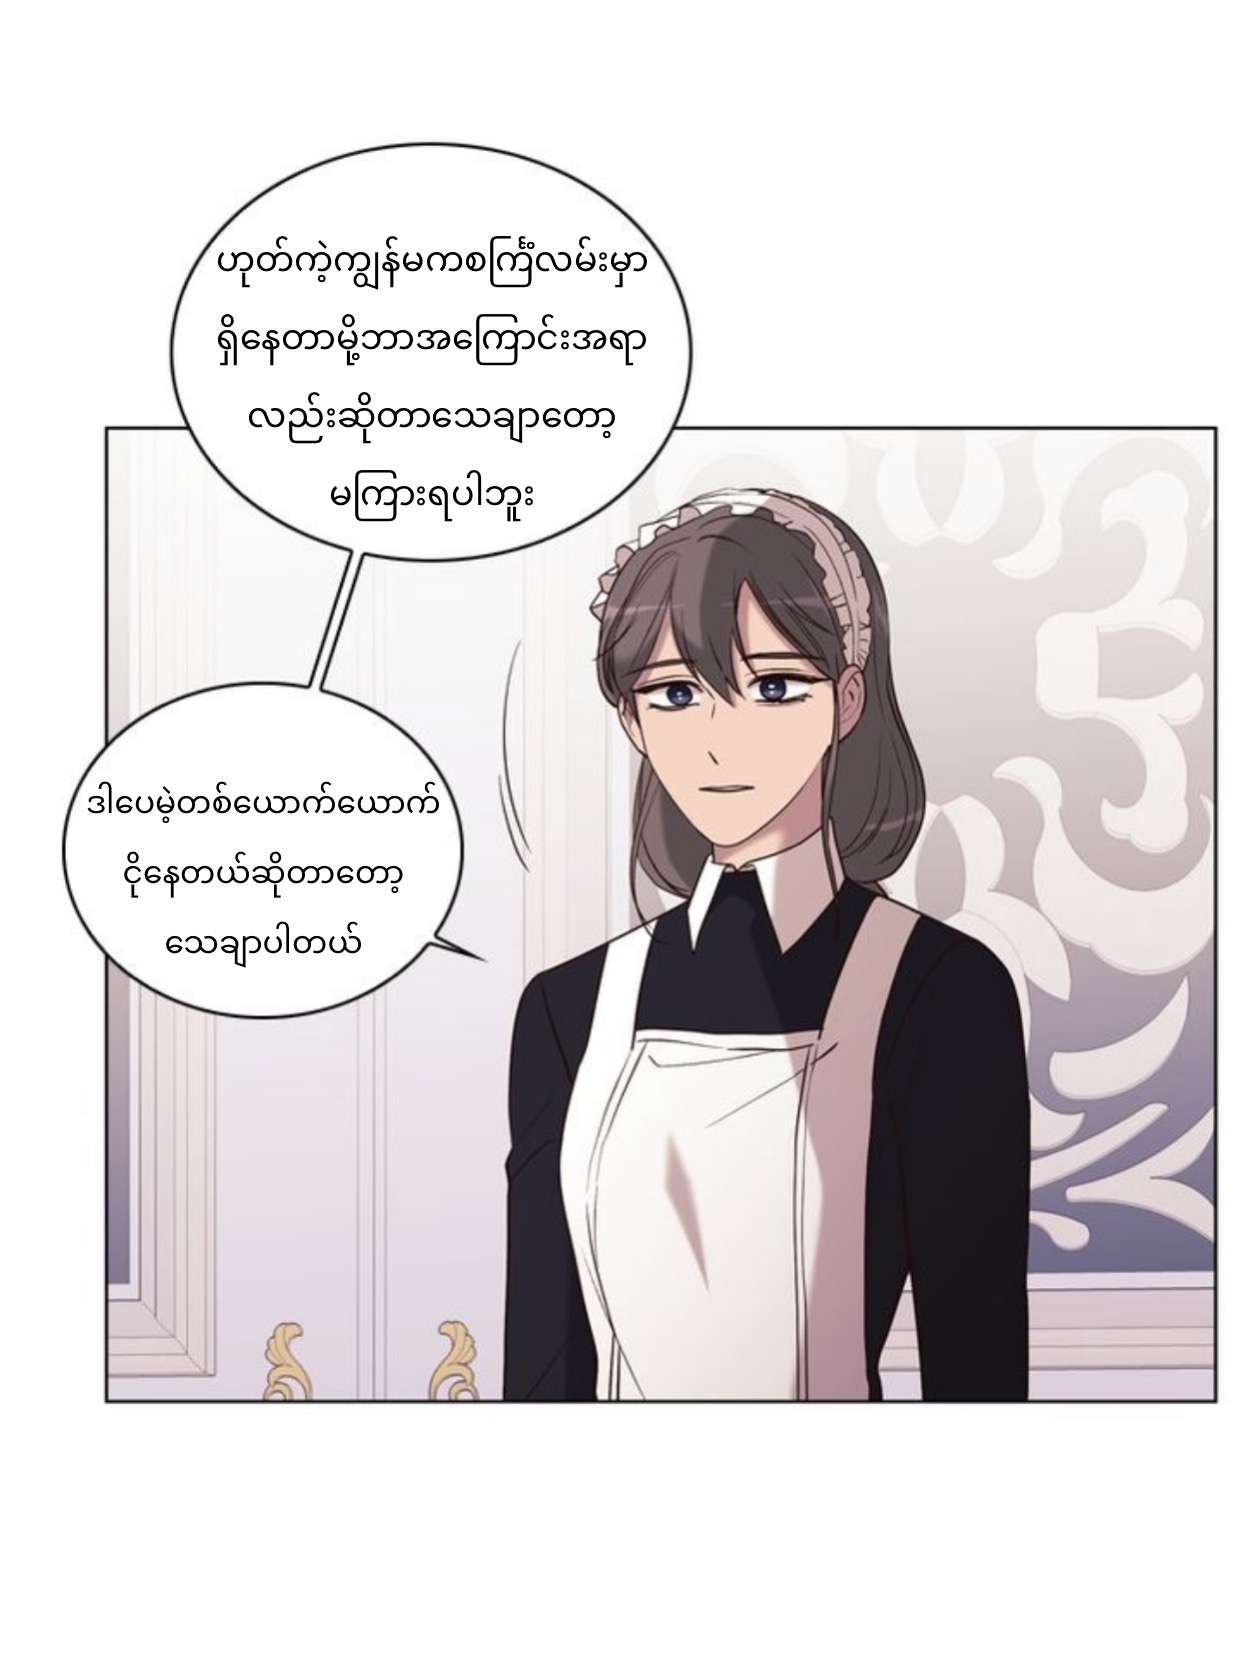 ဟုတ်ကဲ့ကျွန်မကစင်္ကြံလမ်းမှာ
ရှိနေတာမို့ဘာအကြောင်းအရာ
လည်းဆိုတာသေချာတော့
မကြားရပါဘူး
ဒါပေမဲ့တစ်ယောက်ယောက်
ငိုနေတယ်ဆိုတာတော့
သေချာပါတယ်